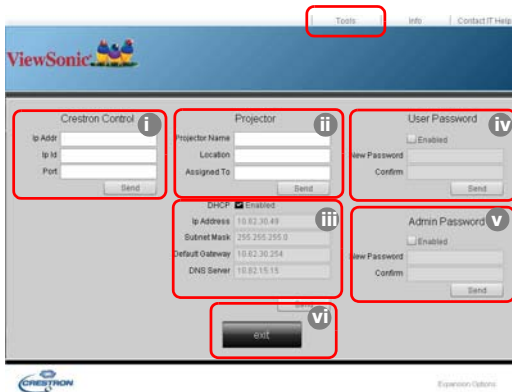 Tools Info Contact IT Help
ViewSonic
Crestron Control i
Ip Addr
Ip Id
Port
Send
Projector ii
Projector Name
Location
Assigned To
Send
DHCP Enabled iii
Ip Address 10.62.30.49
Subnet Mask 255.255.255.0
Default Gateway 10.62.30.254
DNS Server 10.62.15.15
Send
User Password iv
Enabled
New Password
Confirm
Send
Admin Password v
Enabled
New Password
Confirm
Send
vi
exit
CRESTRON
Expansion Options